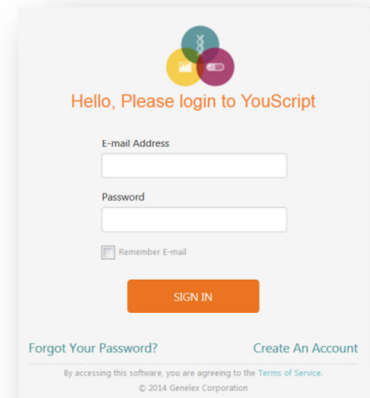 Hello, Please login to YouScript
E-mail Address
Password
Remember E-mail
SIGN IN
Forgot Your Password? Create An Account
By accessing this software, you are agreeing to the Terms of Service.
© 2014 Genelex Corporation